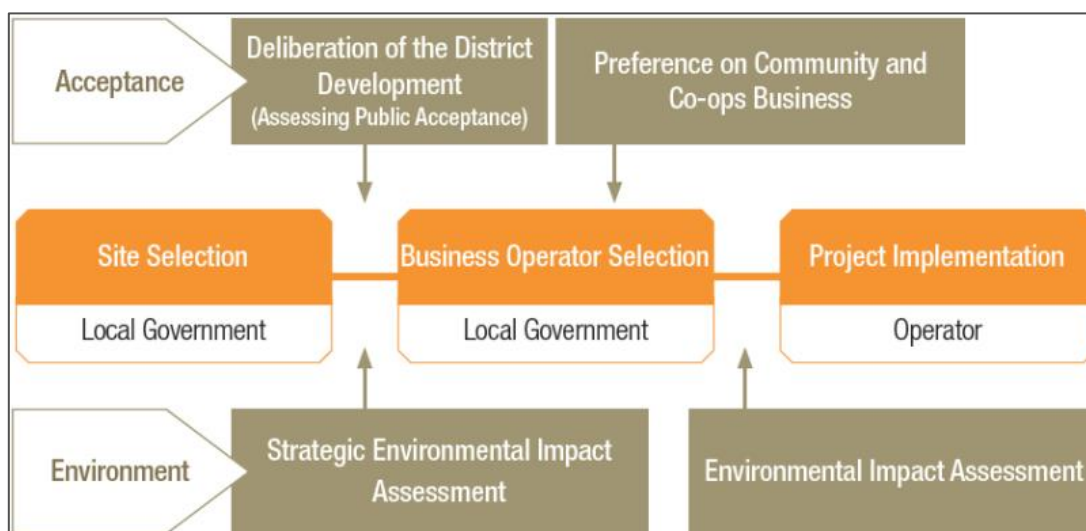 Acceptance
Deliberation of the District
Development
(Assessing Public Acceptance)
Preference on Community and
Co-ops Business
Site Selection
Local Government
Business Operator Selection
Local Government
Project Implementation
Operator
Environment
Strategic Environmental Impact
Assessment
Environmental Impact Assessment